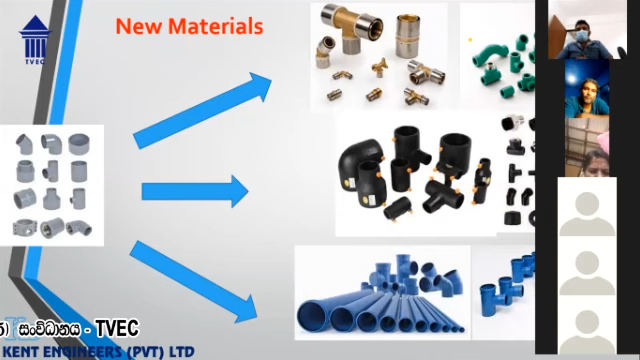 New Materials
TVEC
සංවිධානය - TVEC
KENT ENGINEERS (PVT) LTD